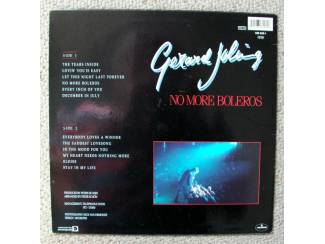 Gerard Joling
NO MORE BOLEROS
SIDE 1
THE TEARS INSIDE
LOVIN' YOU IS EASY
LET THIS NIGHT LAST FOREVER
NO MORE BOLEROS
EVERY INCH OF YOU
DECEMBER IN JULY
SIDE 2
EVERYBODY LOVES A WINNER
THE SADDEST LOVESONG
IN THE MOOD FOR YOU
MY HEART NEEDS NOTHING MORE
ALONE
STAY IN MY LIFE